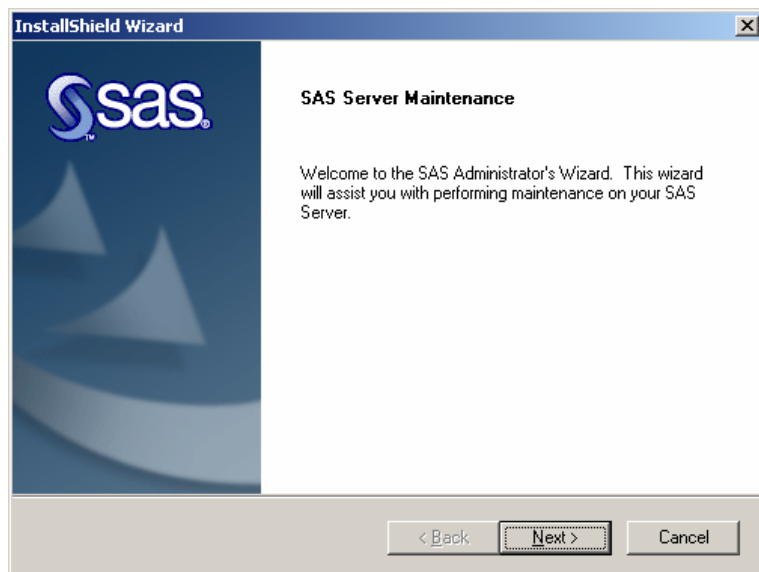 InstallShield Wizard
sas.
TM
®
SAS Server Maintenance
Welcome to the SAS Administrator's Wizard. This wizard
will assist you with performing maintenance on your SAS
Server.
< Back
Next >
Cancel